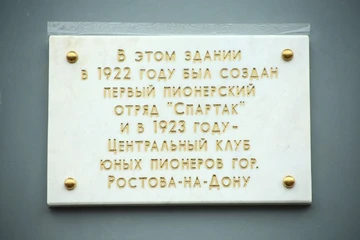 В этом здании
в 1922 году был создан
первый пионерский
отряд "Спартак"
и в 1923 году-
Центральный клуб
юных пионеров гор.
Ростова-на-Дону